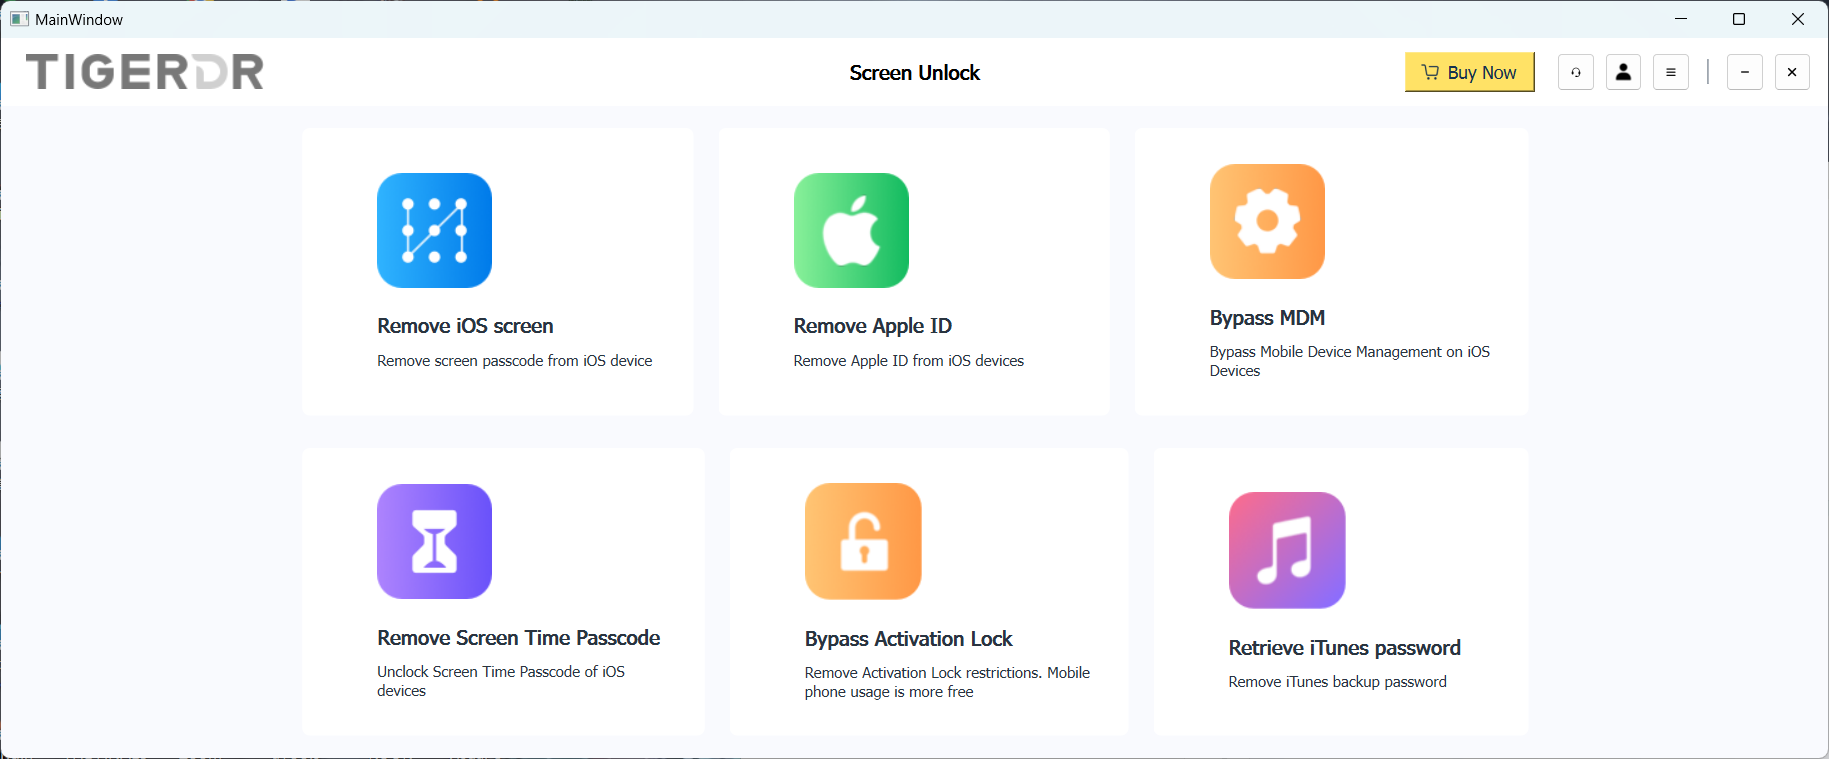 MainWindow
TIGERDR
Screen Unlock
Buy Now
Remove iOS screen
Remove screen passcode from iOS device
Remove Apple ID
Remove Apple ID from iOS devices
Bypass MDM
Bypass Mobile Device Management on iOS
Devices
Remove Screen Time Passcode
Unclock Screen Time Passcode of iOS
devices
Bypass Activation Lock
Remove Activation Lock restrictions. Mobile
phone usage is more free
Retrieve iTunes password
Remove iTunes backup password